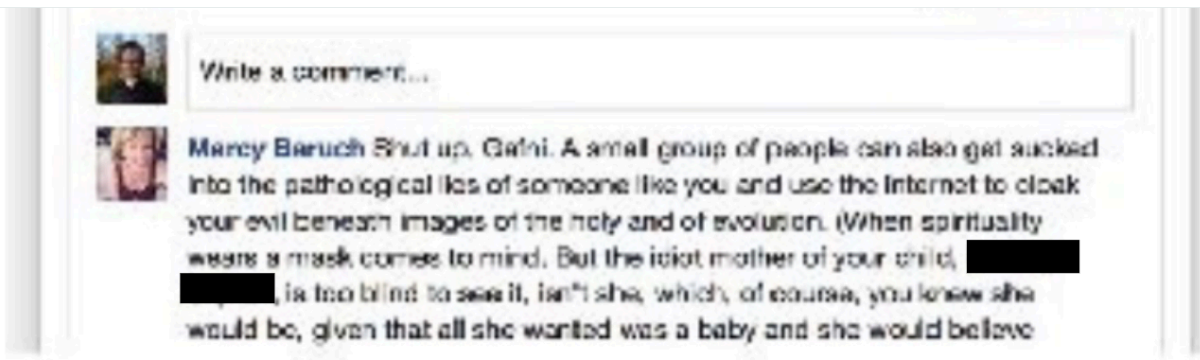 Write a comment...
Mercy Baruch Shut up, Gafni. A small group of people can also get sucked
into the pathological lies of someone like you and use the internet to cloak
your evil beneath images of the holy and of evolution. (When spirituality
wears a mask comes to mind. But the idiot mother of your child,
, is too blind to see it, isn't she, which, of course, you knew she
would be, given that all she wanted was a baby and she would believe